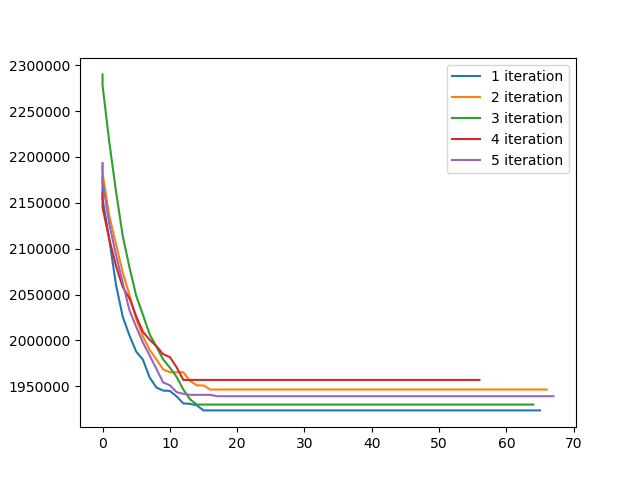 2300000
2250000
2200000
2150000
2100000
2050000
2000000
1950000
0 10 20 30 40 50 60 70
1 iteration
2 iteration
3 iteration
4 iteration
5 iteration